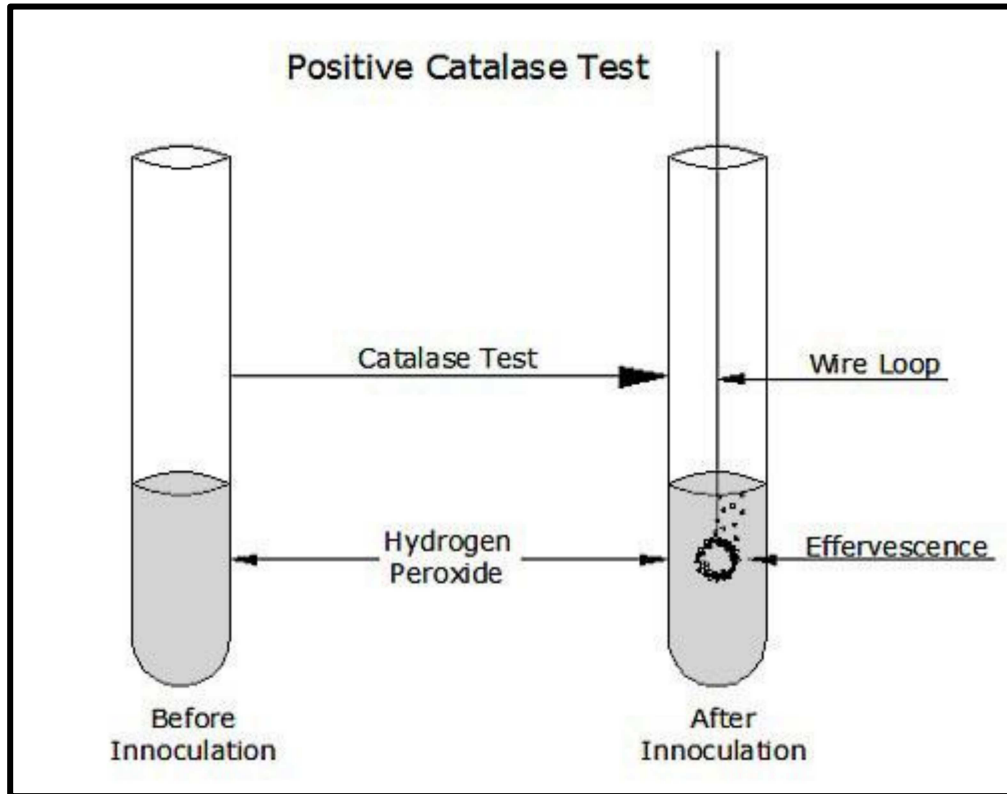 Positive Catalase Test
Catalase Test
Wire Loop
Hydrogen
Peroxide
Effervescence
Before
Innoculation
After
Innoculation